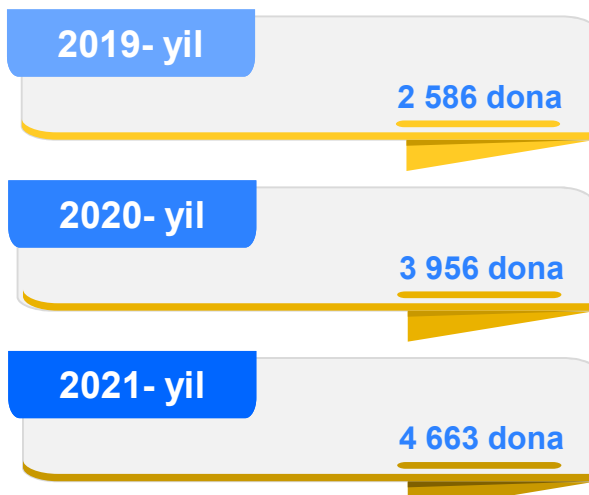 2019- yil
2 586 dona
2020- yil
3 956 dona
2021- yil
4 663 dona